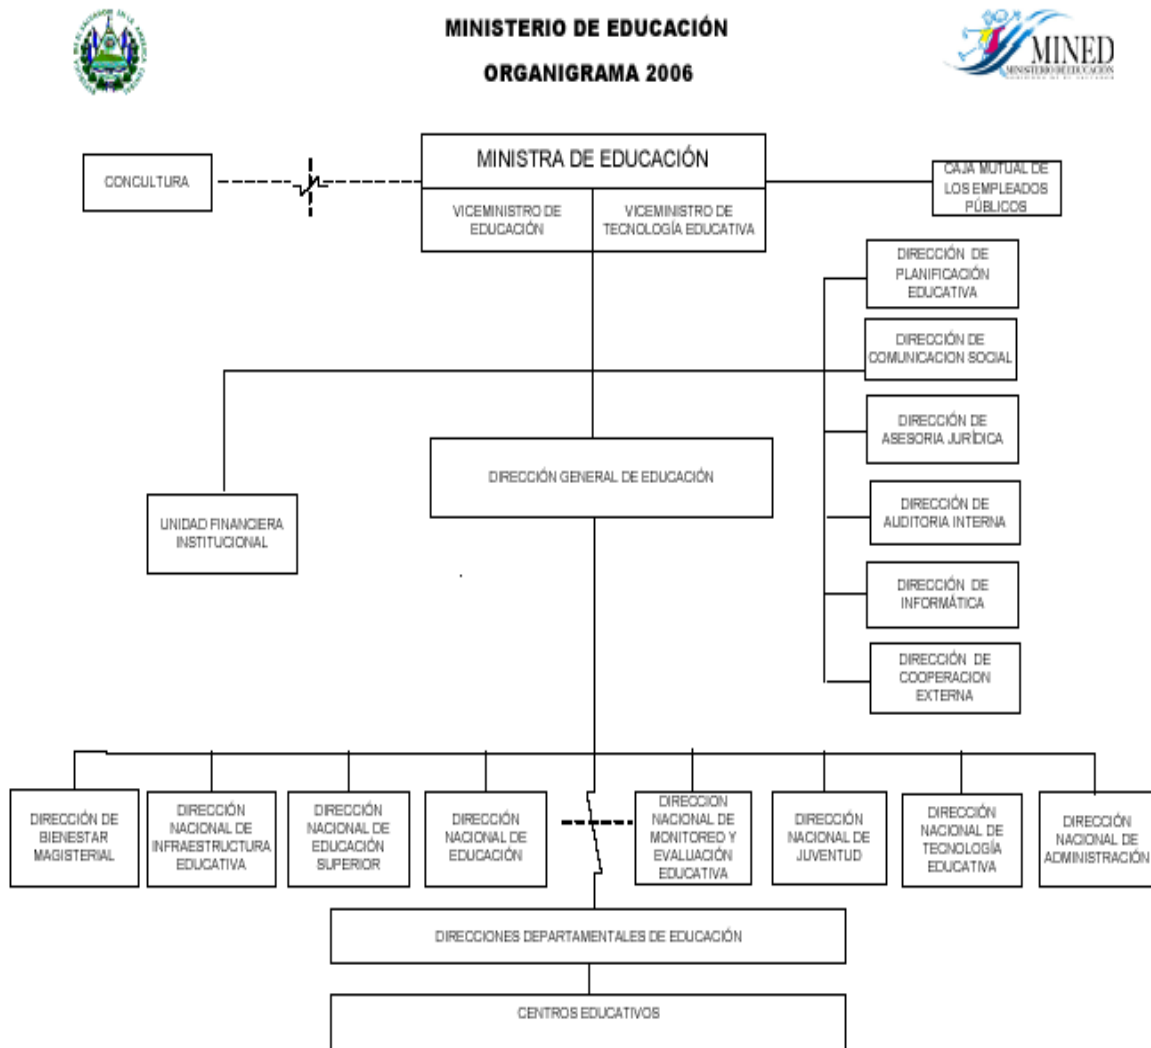 MINISTERIO DE EDUCACIÓN
ORGANIGRAMA 2006
MINED
MINISTERIO DE EDUCACIÓN
MINISTRA DE EDUCACIÓN
CONCULTURA
CAJA MUTUAL DE
LOS EMPLEADOS
PÚBLICOS
VICEMINISTRO DE
EDUCACIÓN
VICEMINISTRO DE
TECNOLOGÍA EDUCATIVA
DIRECCIÓN DE
PLANIFICACIÓN
EDUCATIVA
DIRECCIÓN DE
COMUNICACION SOCIAL
DIRECCIÓN DE
ASESORIA JURÍDICA
DIRECCIÓN GENERAL DE EDUCACIÓN
UNIDAD FINANCIERA
INSTITUCIONAL
DIRECCIÓN DE
AUDITORIA INTERNA
DIRECCIÓN DE
INFORMÁTICA
DIRECCIÓN DE
COOPERACION
EXTERNA
DIRECCIÓN DE
BIENESTAR
MAGISTERIAL
DIRECCIÓN
NACIONAL DE
INFRAESTRUCTURA
EDUCATIVA
DIRECCIÓN
NACIONAL DE
EDUCACIÓN
SUPERIOR
DIRECCIÓN
NACIONAL DE
EDUCACIÓN
DIRECCION
NACIONAL DE
MONITOREO Y
EVALUACIÓN
EDUCATIVA
DIRECCIÓN
NACIONAL DE
JUVENTUD
DIRECCIÓN
NACIONAL DE
TECNOLOGÍA
EDUCATIVA
DIRECCIÓN
NACIONAL DE
ADMINISTRACIÓN
DIRECCIONES DEPARTAMENTALES DE EDUCACIÓN
CENTROS EDUCATIVOS